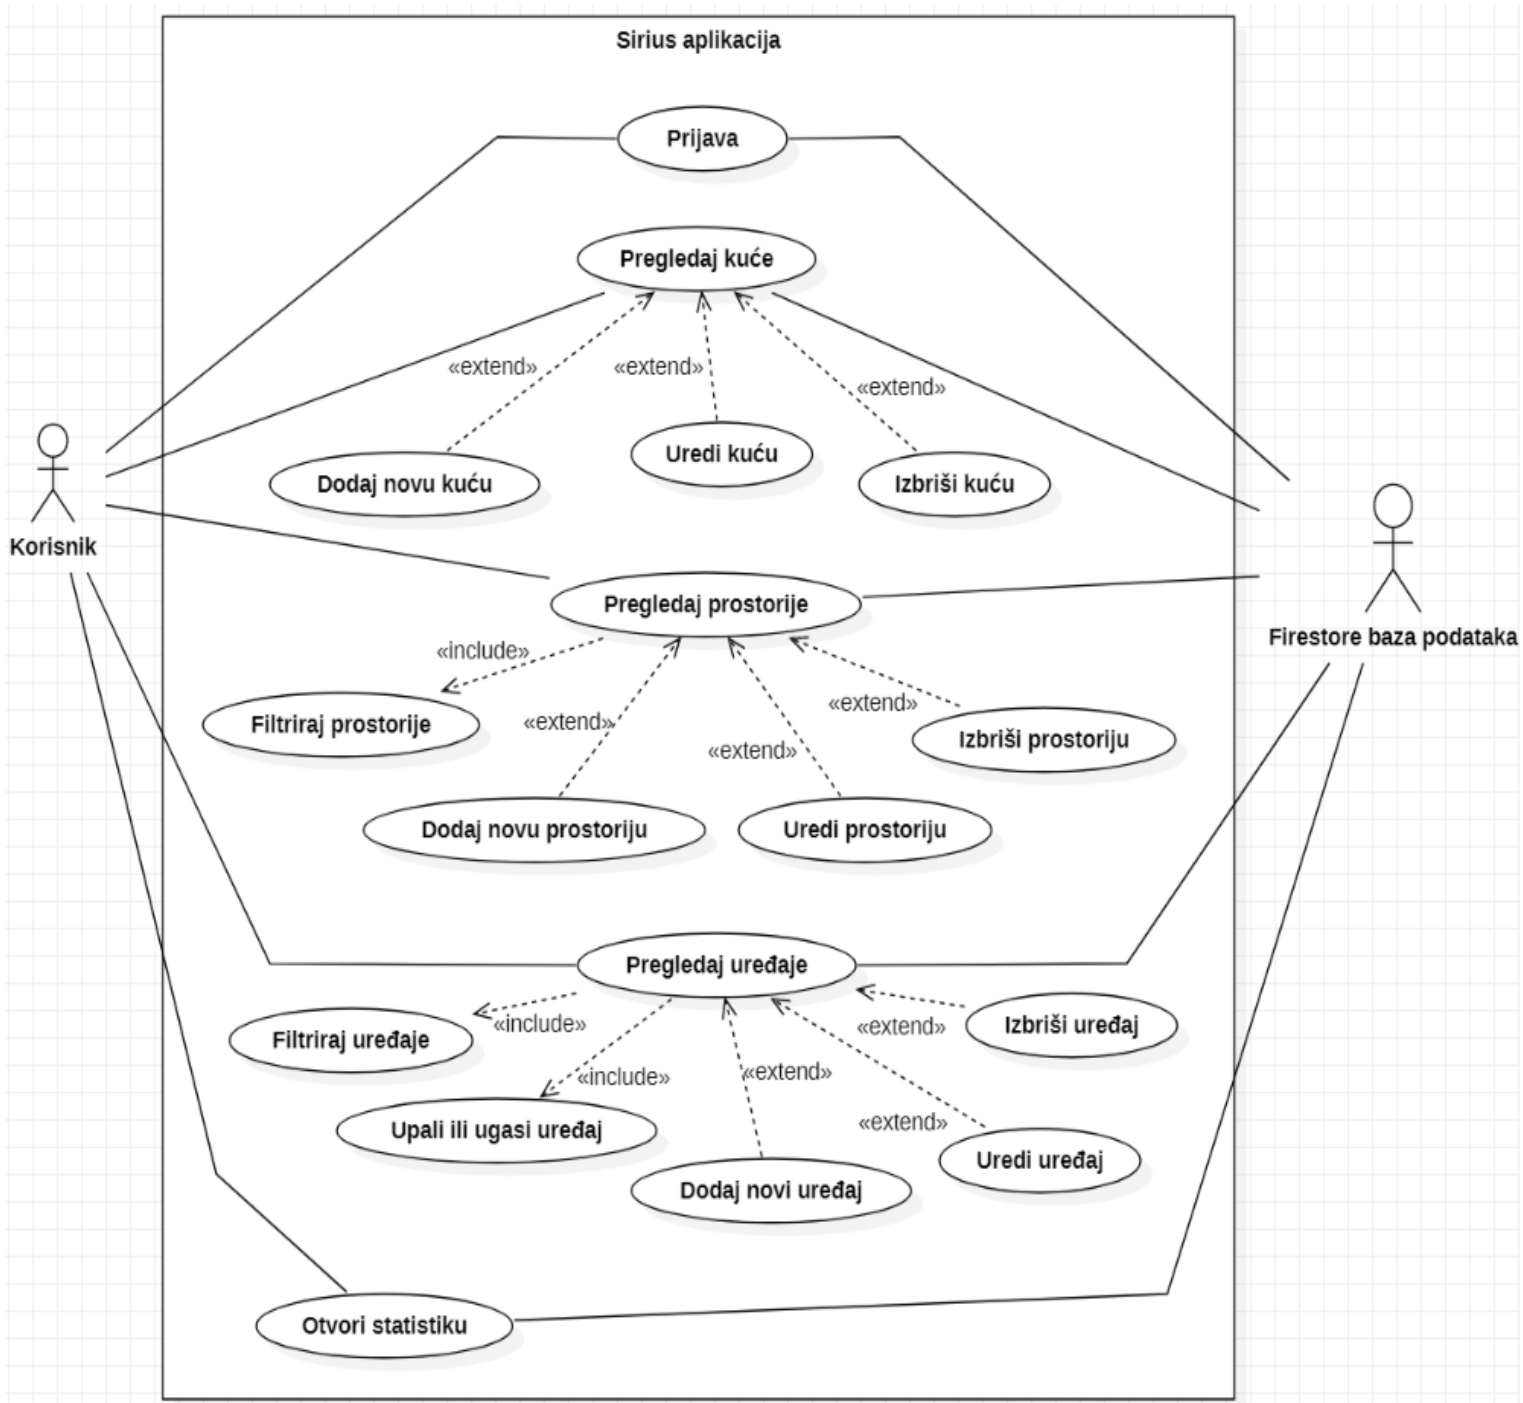 Sirius aplikacija
Prijava
Pregledaj kuće
«extend»
«extend»
«extend»
Uredi kuću
Dodaj novu kuću
Izbriši kuću
Korisnik
Pregledaj prostorije
Firestore baza podataka
«include»
«extend»
«extend»
«extend»
Filtriraj prostorije
Izbriši prostoriju
Dodaj novu prostoriju
Uredi prostoriju
Pregledaj uređaje
«include»
«extend»
Izbriši uređaj
Filtriraj uređaje
«include»
«extend»
«extend»
Upali ili ugasi uređaj
Uredi uređaj
Dodaj novi uređaj
Otvori statistiku